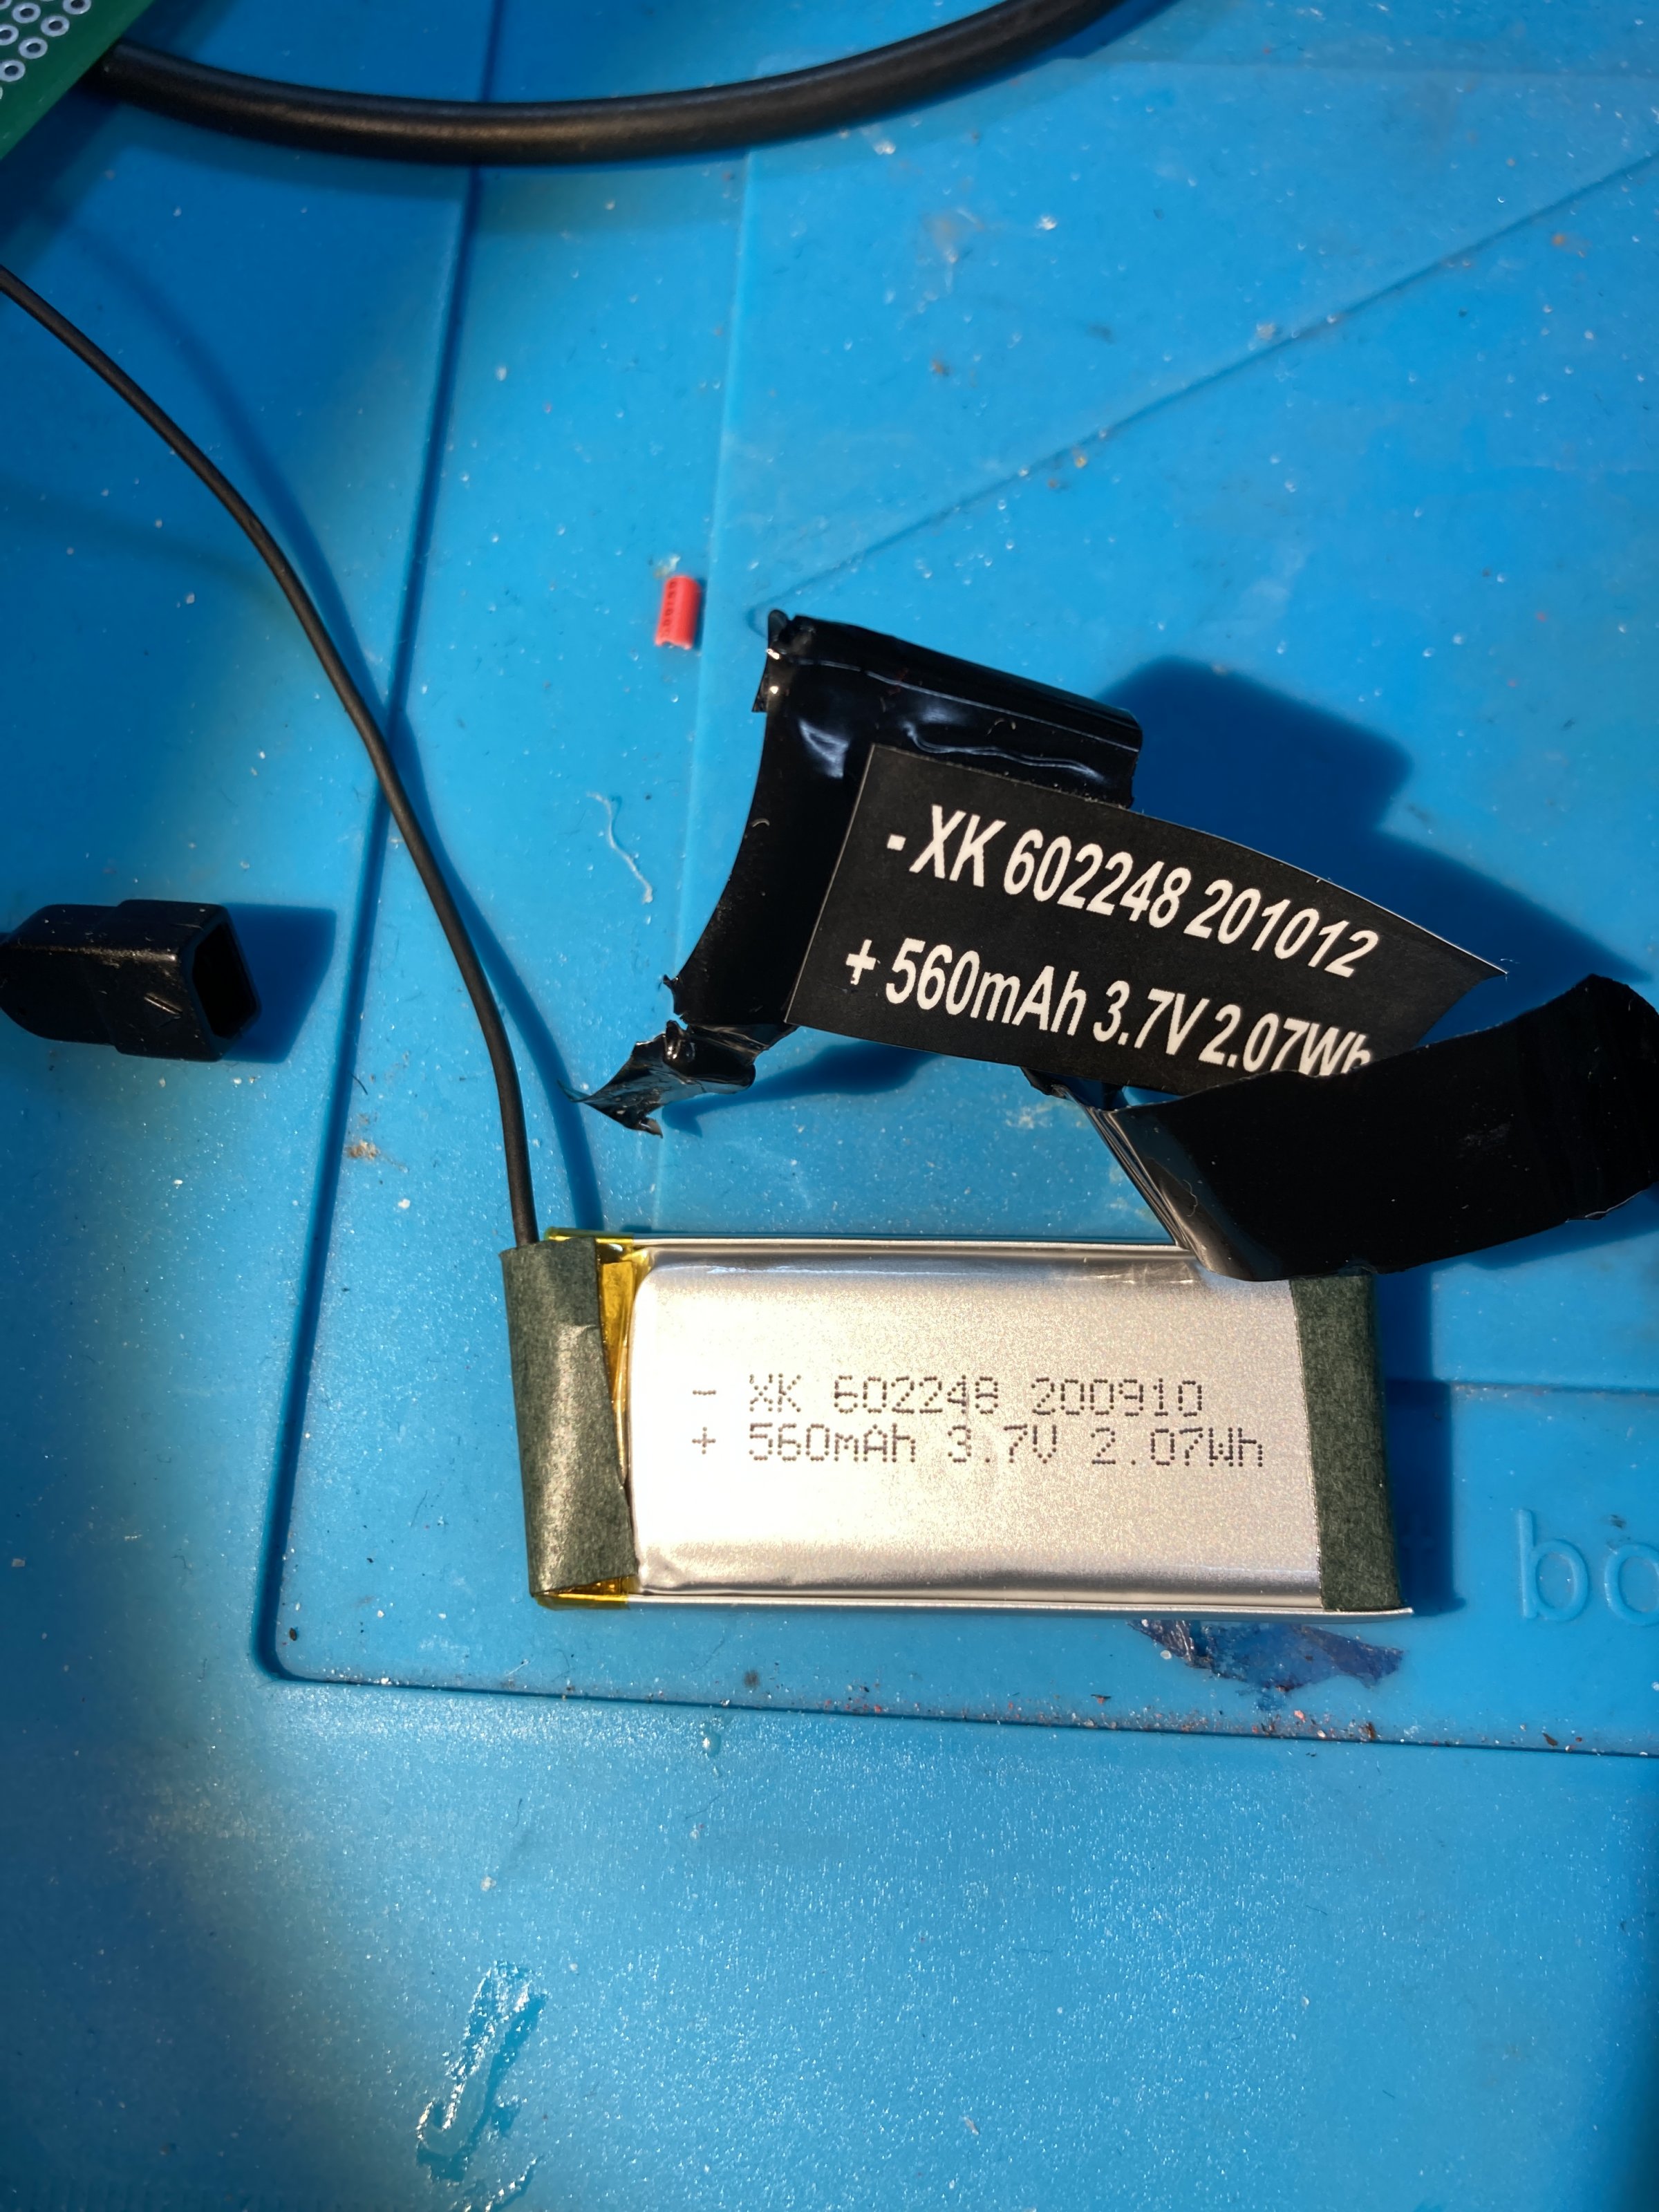 - XK 602248 201012
+ 560mAh 3.7V 2.07Wh
- XK 602248 200910
+ 560mAh 3.7V 2.07Wh